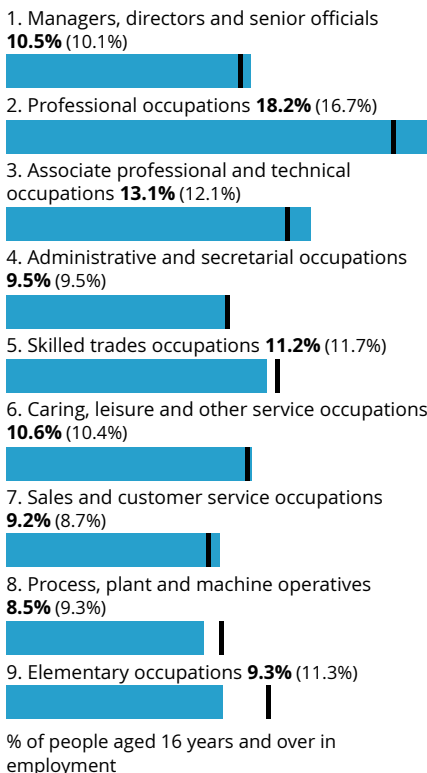 1. Managers, directors and senior officials
10.5% (10.1%)
2. Professional occupations 18.2% (16.7%)
3. Associate professional and technical
occupations 13.1% (12.1%)
4. Administrative and secretarial occupations
9.5% (9.5%)
5. Skilled trades occupations 11.2% (11.7%)
6. Caring, leisure and other service occupations
10.6% (10.4%)
7. Sales and customer service occupations
9.2% (8.7%)
8. Process, plant and machine operatives
8.5% (9.3%)
9. Elementary occupations 9.3% (11.3%)
% of people aged 16 years and over in
employment